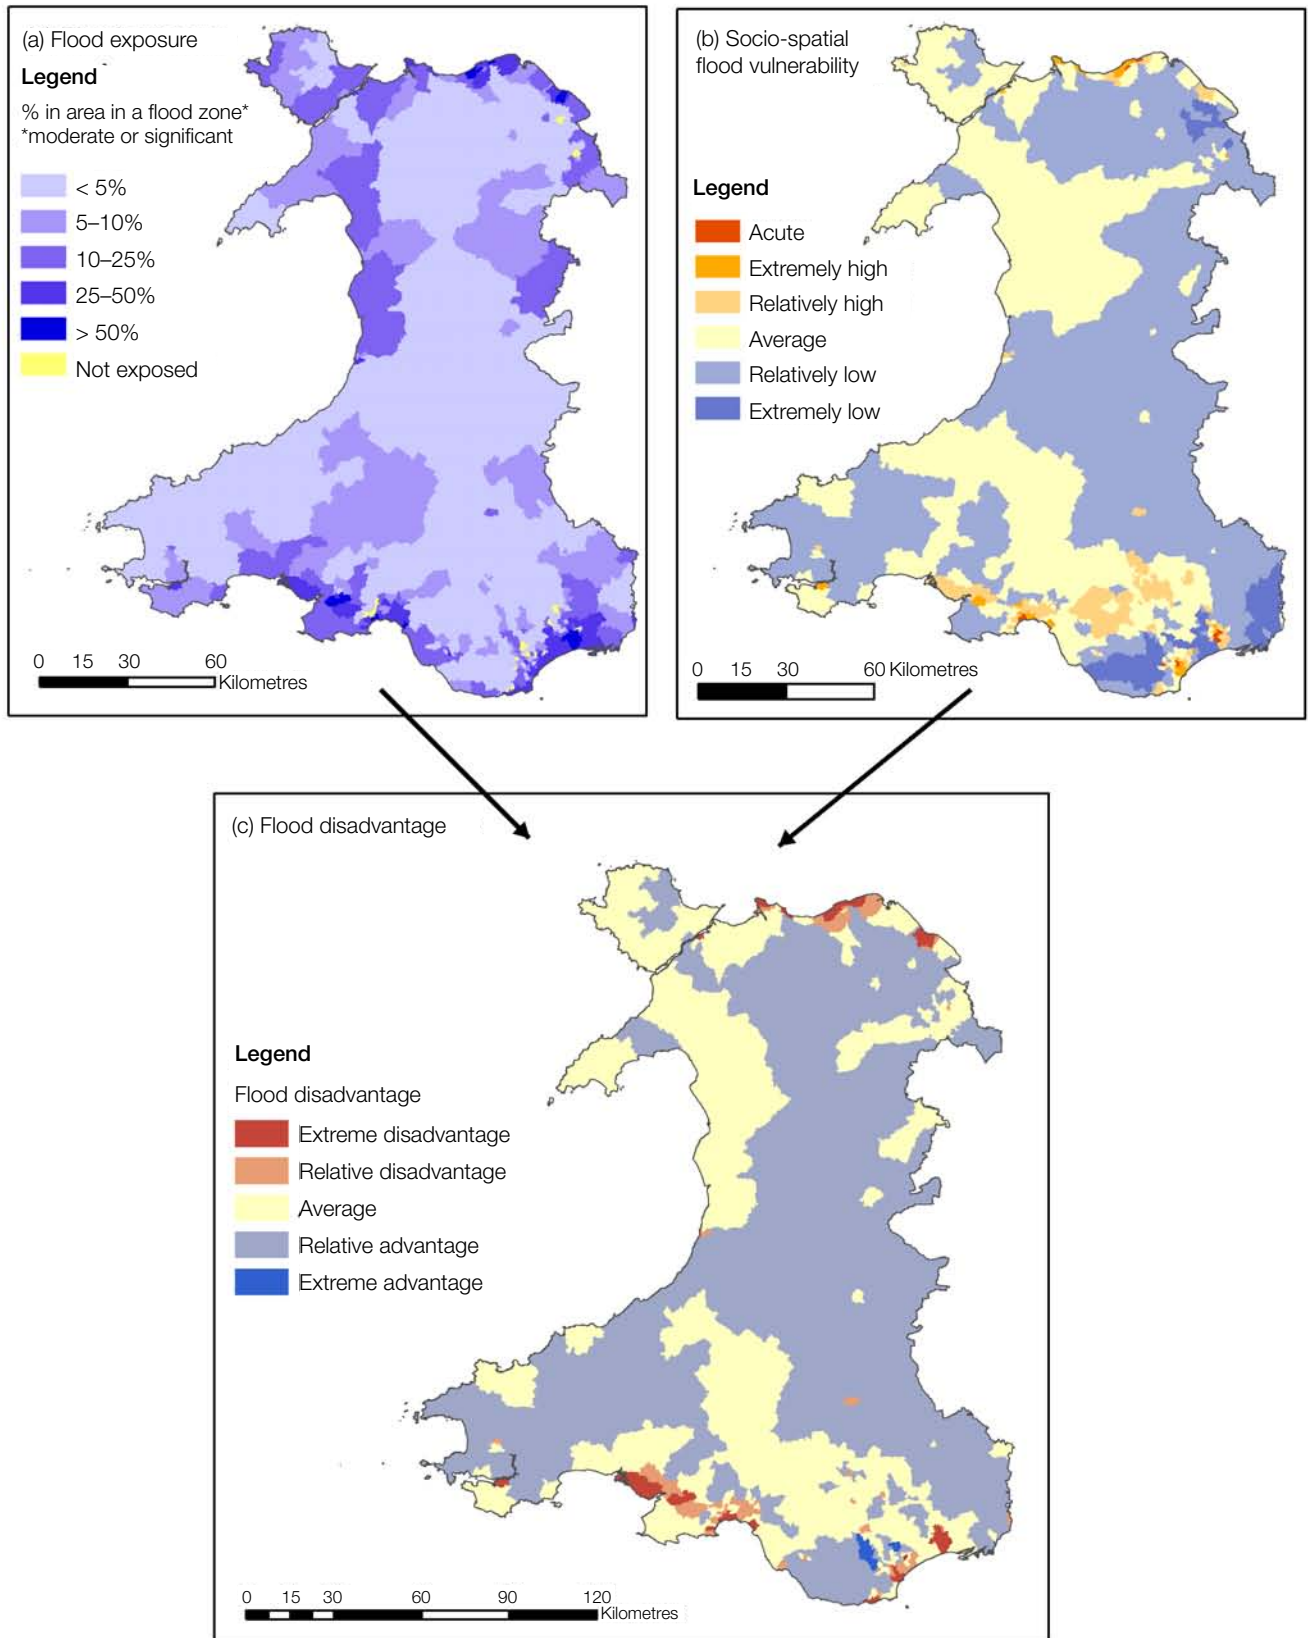 (a) Flood exposure
Legend
% in area in a flood zone*
*moderate or significant
< 5%
5–10%
10–25%
25–50%
> 50%
Not exposed
0 15 30 60
Kilometres
(b) Socio-spatial
flood vulnerability
Legend
Acute
Extremely high
Relatively high
Average
Relatively low
Extremely low
0 15 30 60 Kilometres
(c) Flood disadvantage
Legend
Flood disadvantage
Extreme disadvantage
Relative disadvantage
Average
Relative advantage
Extreme advantage
0 15 30 60 90 120
Kilometres